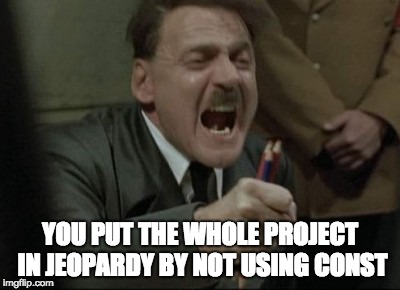 YOU PUT THE WHOLE PROJECT
IN JEOPARDY BY NOT USING CONST
imgflip.com